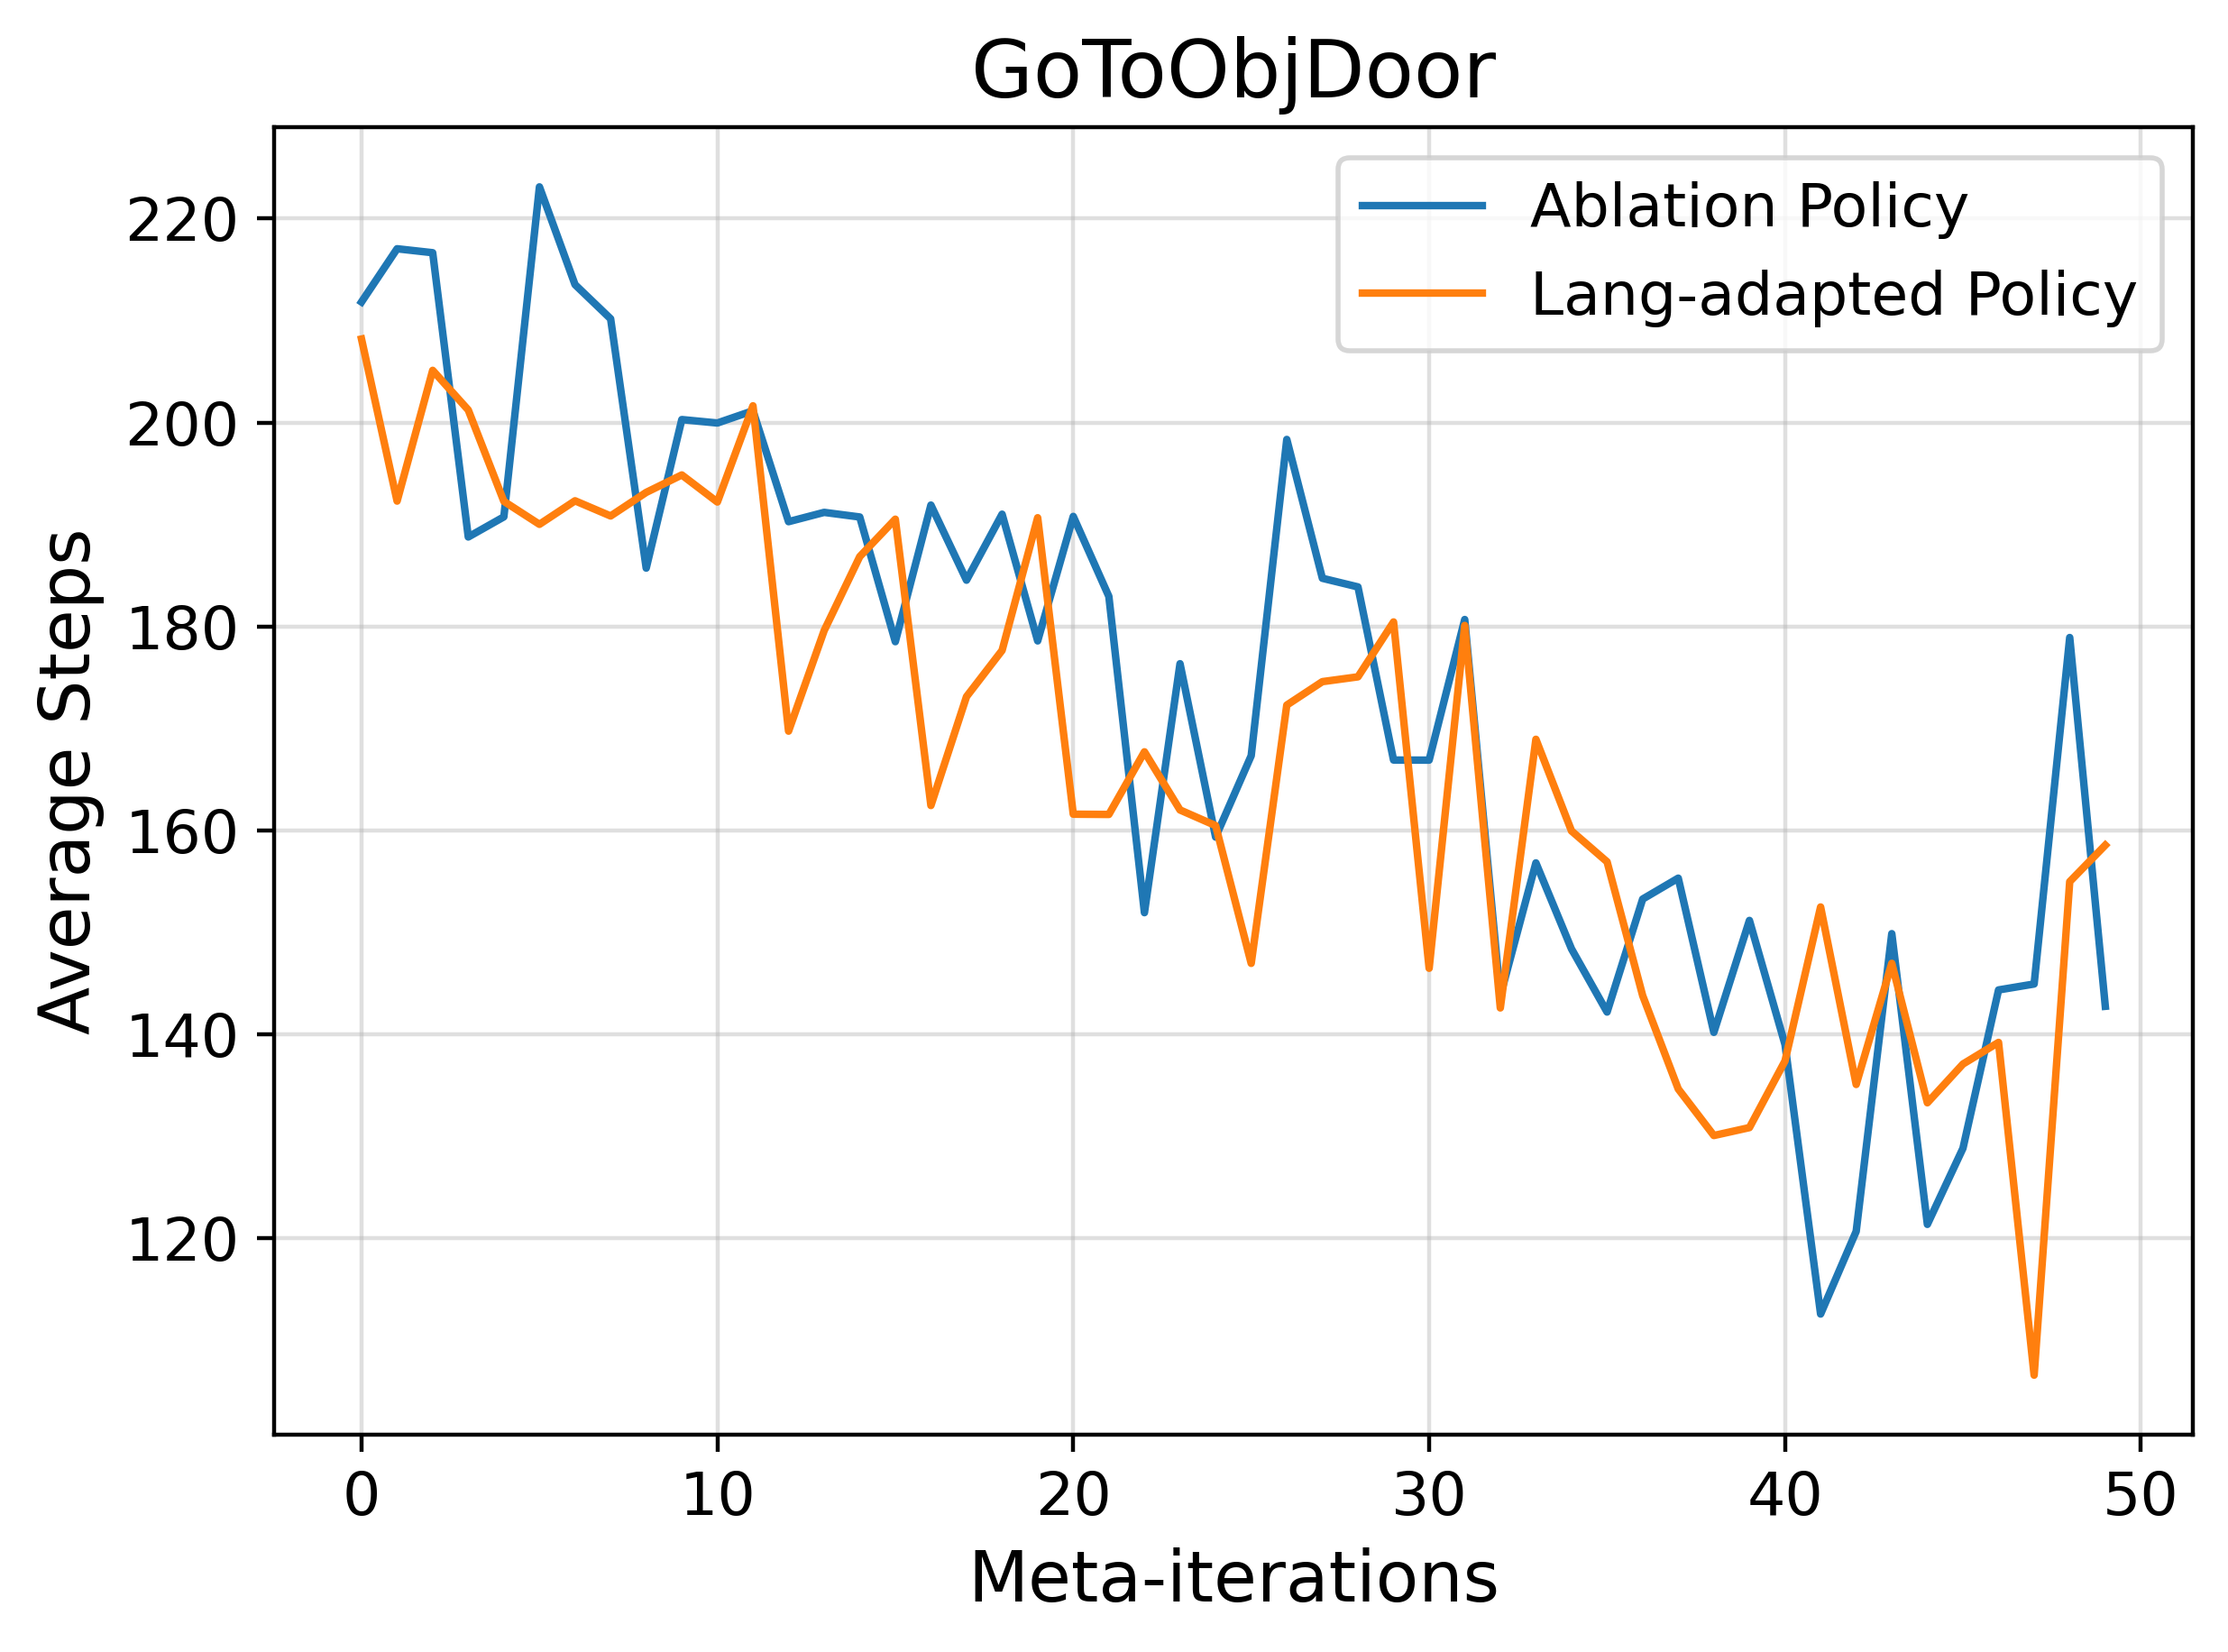 GoToObjDoor
Ablation Policy
Lang-adapted Policy
Average Steps
220
200
180
160
140
120
0 10 20 30 40 50
Meta-iterations